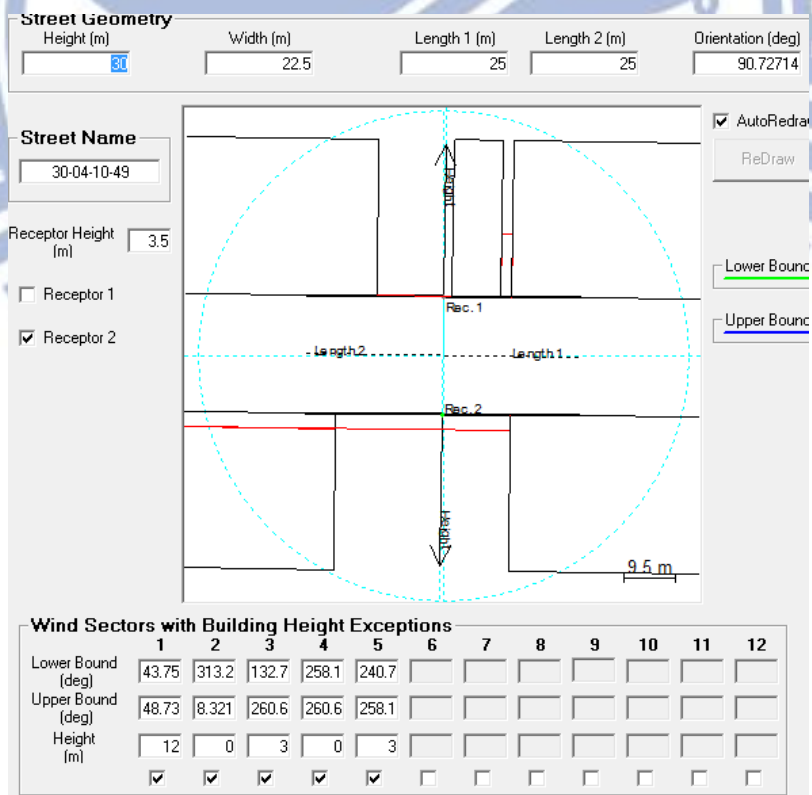 Street Geometry
Height (m) Width (m) Length 1 (m) Length 2 (m) Orientation (deg)
30 22.5 25 25 90.72714
Street Name
30-04-10-49
AutoRedra
ReDraw
Receptor Height (m) 3.5
Receptor 1
Receptor 2
Lower Bound
Upper Bound
Height
Rec. 1
Length 2
Length 1
Rec. 2
Height
9.5 m
Wind Sectors with Building Height Exceptions
1 2 3 4 5 6 7 8 9 10 11 12
Lower Bound (deg) 43.75 313.2 132.7 258.1 240.7
Upper Bound (deg) 48.73 8.321 260.6 260.6 258.1
Height (m) 12 0 3 0 3